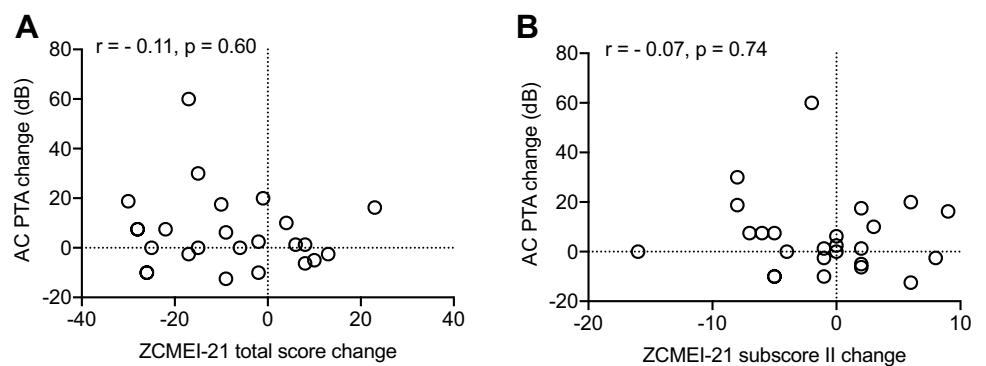 A
r = - 0.11, p = 0.60
AC PTA change (dB)
80
60
40
20
0
-20
-40
-20
0
20
40
ZCMEI-21 total score change
B
r = - 0.07, p = 0.74
AC PTA change (dB)
80
60
40
20
0
-20
-20
-10
0
10
ZCMEI-21 subscore II change